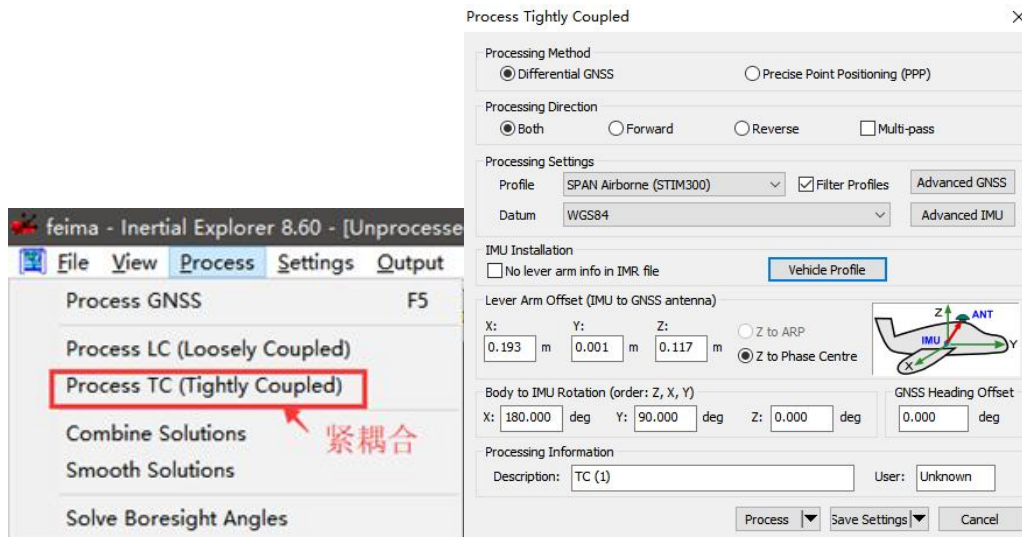 feima - Inertial Explorer 8.60 - [Unprocesse
File View Process Settings Output
Process GNSS F5
Process LC (Loosely Coupled)
Process TC (Tightly Coupled)
紧耦合
Combine Solutions
Smooth Solutions
Solve Boresight Angles
Process Tightly Coupled
Processing Method
Differential GNSS Precise Point Positioning (PPP)
Processing Direction
Both Forward Reverse Multi-pass
Processing Settings
Profile SPAN Airborne (STIM300) Filter Profiles Advanced GNSS
Datum WGS84 Advanced IMU
IMU Installation
No lever arm info in IMR file Vehicle Profile
Lever Arm Offset (IMU to GNSS antenna)
X: Y: Z: Z to ARP
0.193 m 0.001 m 0.117 m Z to Phase Centre
Z ANT
IMU Y
X
Body to IMU Rotation (order: Z, X, Y) GNSS Heading Offset
X: 180.000 deg Y: 90.000 deg Z: 0.000 deg 0.000 deg
Processing Information
Description: TC (1) User: Unknown
Process Save Settings Cancel